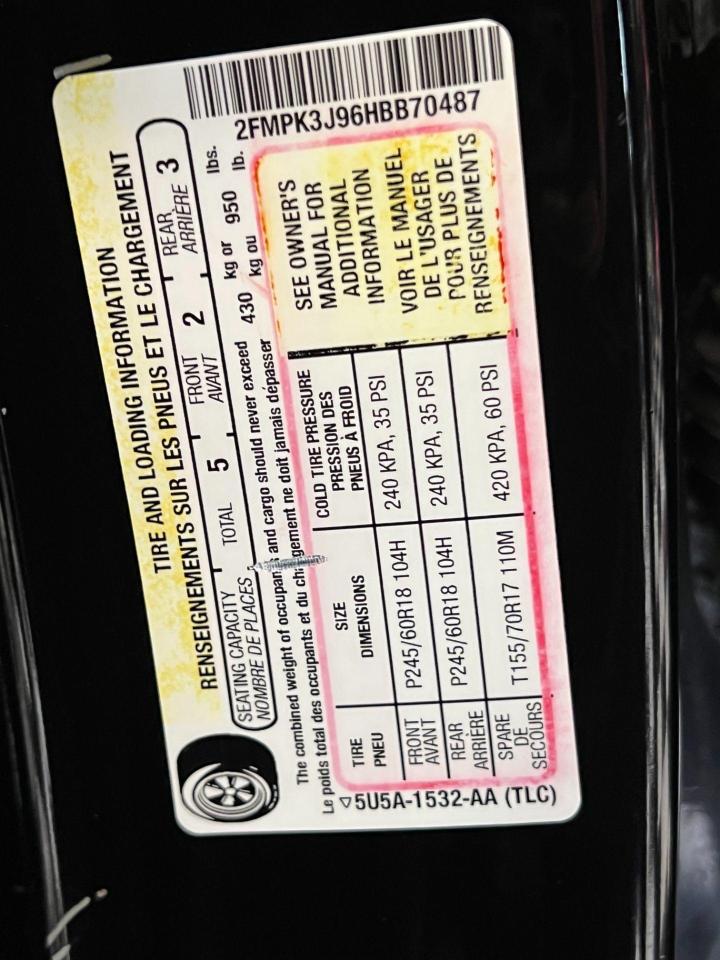 TIRE AND LOADING INFORMATION
RENSEIGNEMENTS SUR LES PNEUS ET LE CHARGEMENT
SEATING CAPACITY
NOMBRE DE PLACES
TOTAL 5
FRONT
AVANT
2
REAR
ARRIÈRE
3
The combined weight of occupants and cargo should never exceed 430 kg or 950 lbs.
Le poids total des occupants et du chargement ne doit jamais dépasser kg ou lb.
TIRE
PNEU
SIZE
DIMENSIONS
COLD TIRE PRESSURE
PRESSION DES
PNEUS À FROID
FRONT
AVANT
P245/60R18 104H
240 KPA, 35 PSI
REAR
ARRIÈRE
P245/60R18 104H
240 KPA, 35 PSI
SPARE
DE
SECOURS
T155/70R17 110M
420 KPA, 60 PSI
SEE OWNER'S
MANUAL FOR
ADDITIONAL
INFORMATION
VOIR LE MANUEL
DE L'USAGER
POUR PLUS DE
RENSEIGNEMENTS
5U5A-1532-AA (TLC)
2FMPK3J96HBB70487